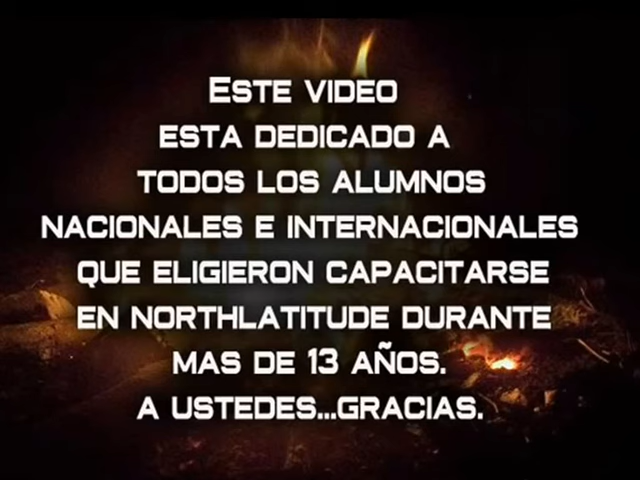 ESTE VIDEO
ESTA DEDICADO A
TODOS LOS ALUMNOS
NACIONALES E INTERNACIONALES
QUE ELIGIERON CAPACITARSE
EN NORTHLATITUDE DURANTE
MAS DE 13 AÑOS.
A USTEDES...GRACIAS.